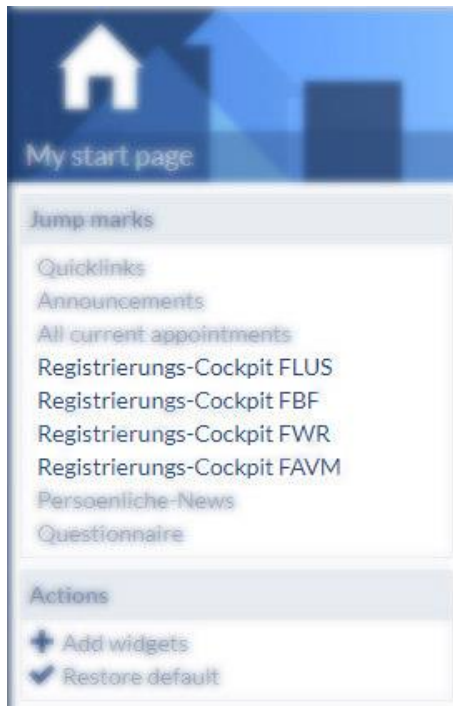 My start page
Jump marks
Quicklinks
Announcements
All current appointments
Registrierungs-Cockpit FLUS
Registrierungs-Cockpit FBF
Registrierungs-Cockpit FWR
Registrierungs-Cockpit FAVM
Persoenliche-News
Questionnaire
Actions
Add widgets
Restore default